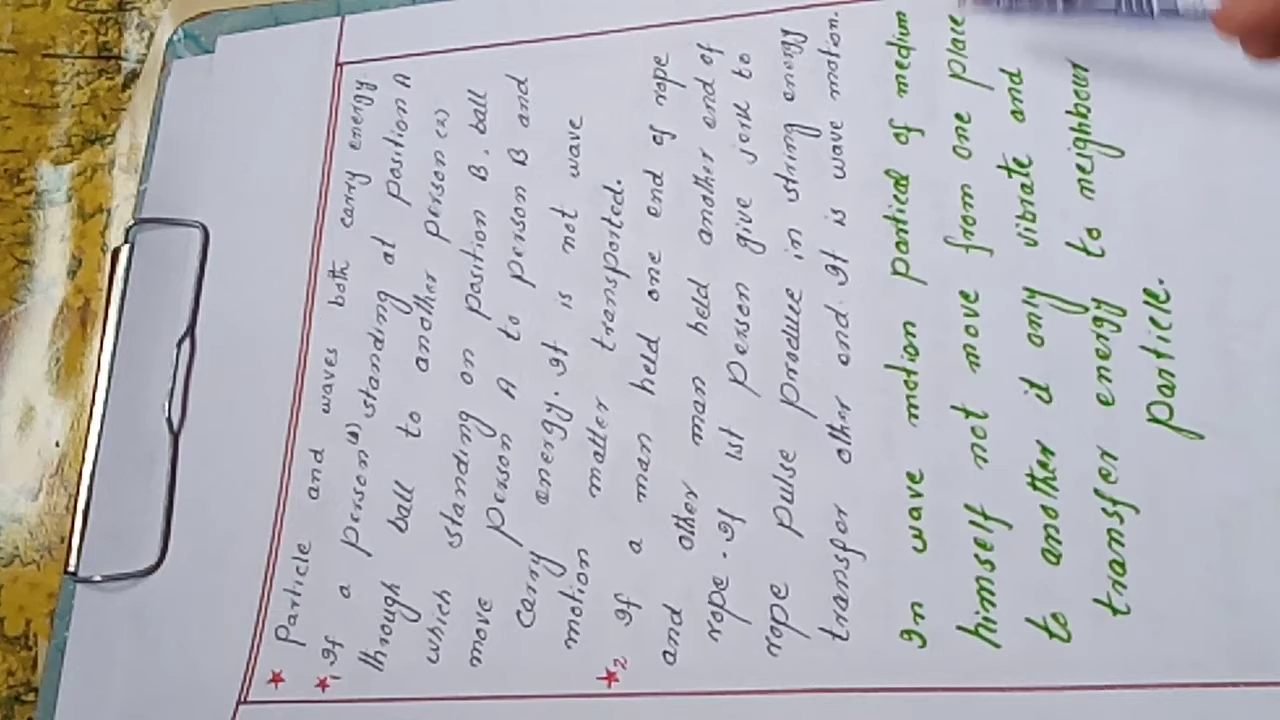 * Particle and waves both carry energy
*1 If a person(1) standing at position A
through ball to another person (2)
which standing on position B. ball
move person A to person B and
carry energy. It is not wave
motion matter transported.
*2 If a man held one end of rope
and other man held another end of
rope. If 1st person give jerk to
rope pulse produce in string energy
transfor other end. It is wave motion.
In wave motion partical of medium
himself not move from one place
to another it only vibrate and
transfer energy to neighbour
particle.